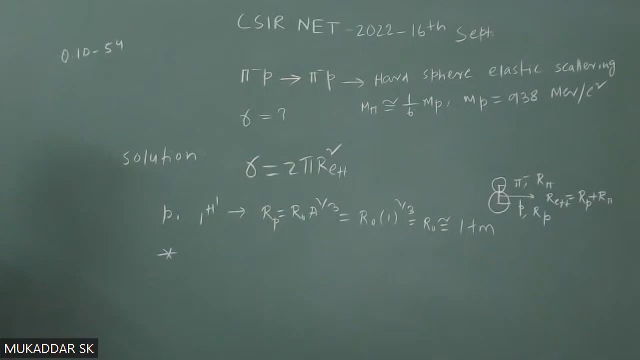 CSIR NET-2022-16th Sept
Q.ID-54
π⁻p → π⁻p → Hard sphere elastic scattering
Mπ ≅ 1/6 Mp, Mp = 938 Mev/c²
σ = ?
Solution
σ = 2πR²eff
π⁻, Rπ
Reff = Rp+Rπ
p, Rp
p, ₁H¹ → Rp = R₀A^1/3 = R₀(1)^1/3 = R₀ ≅ 1fm
*
MUKADDAR SK